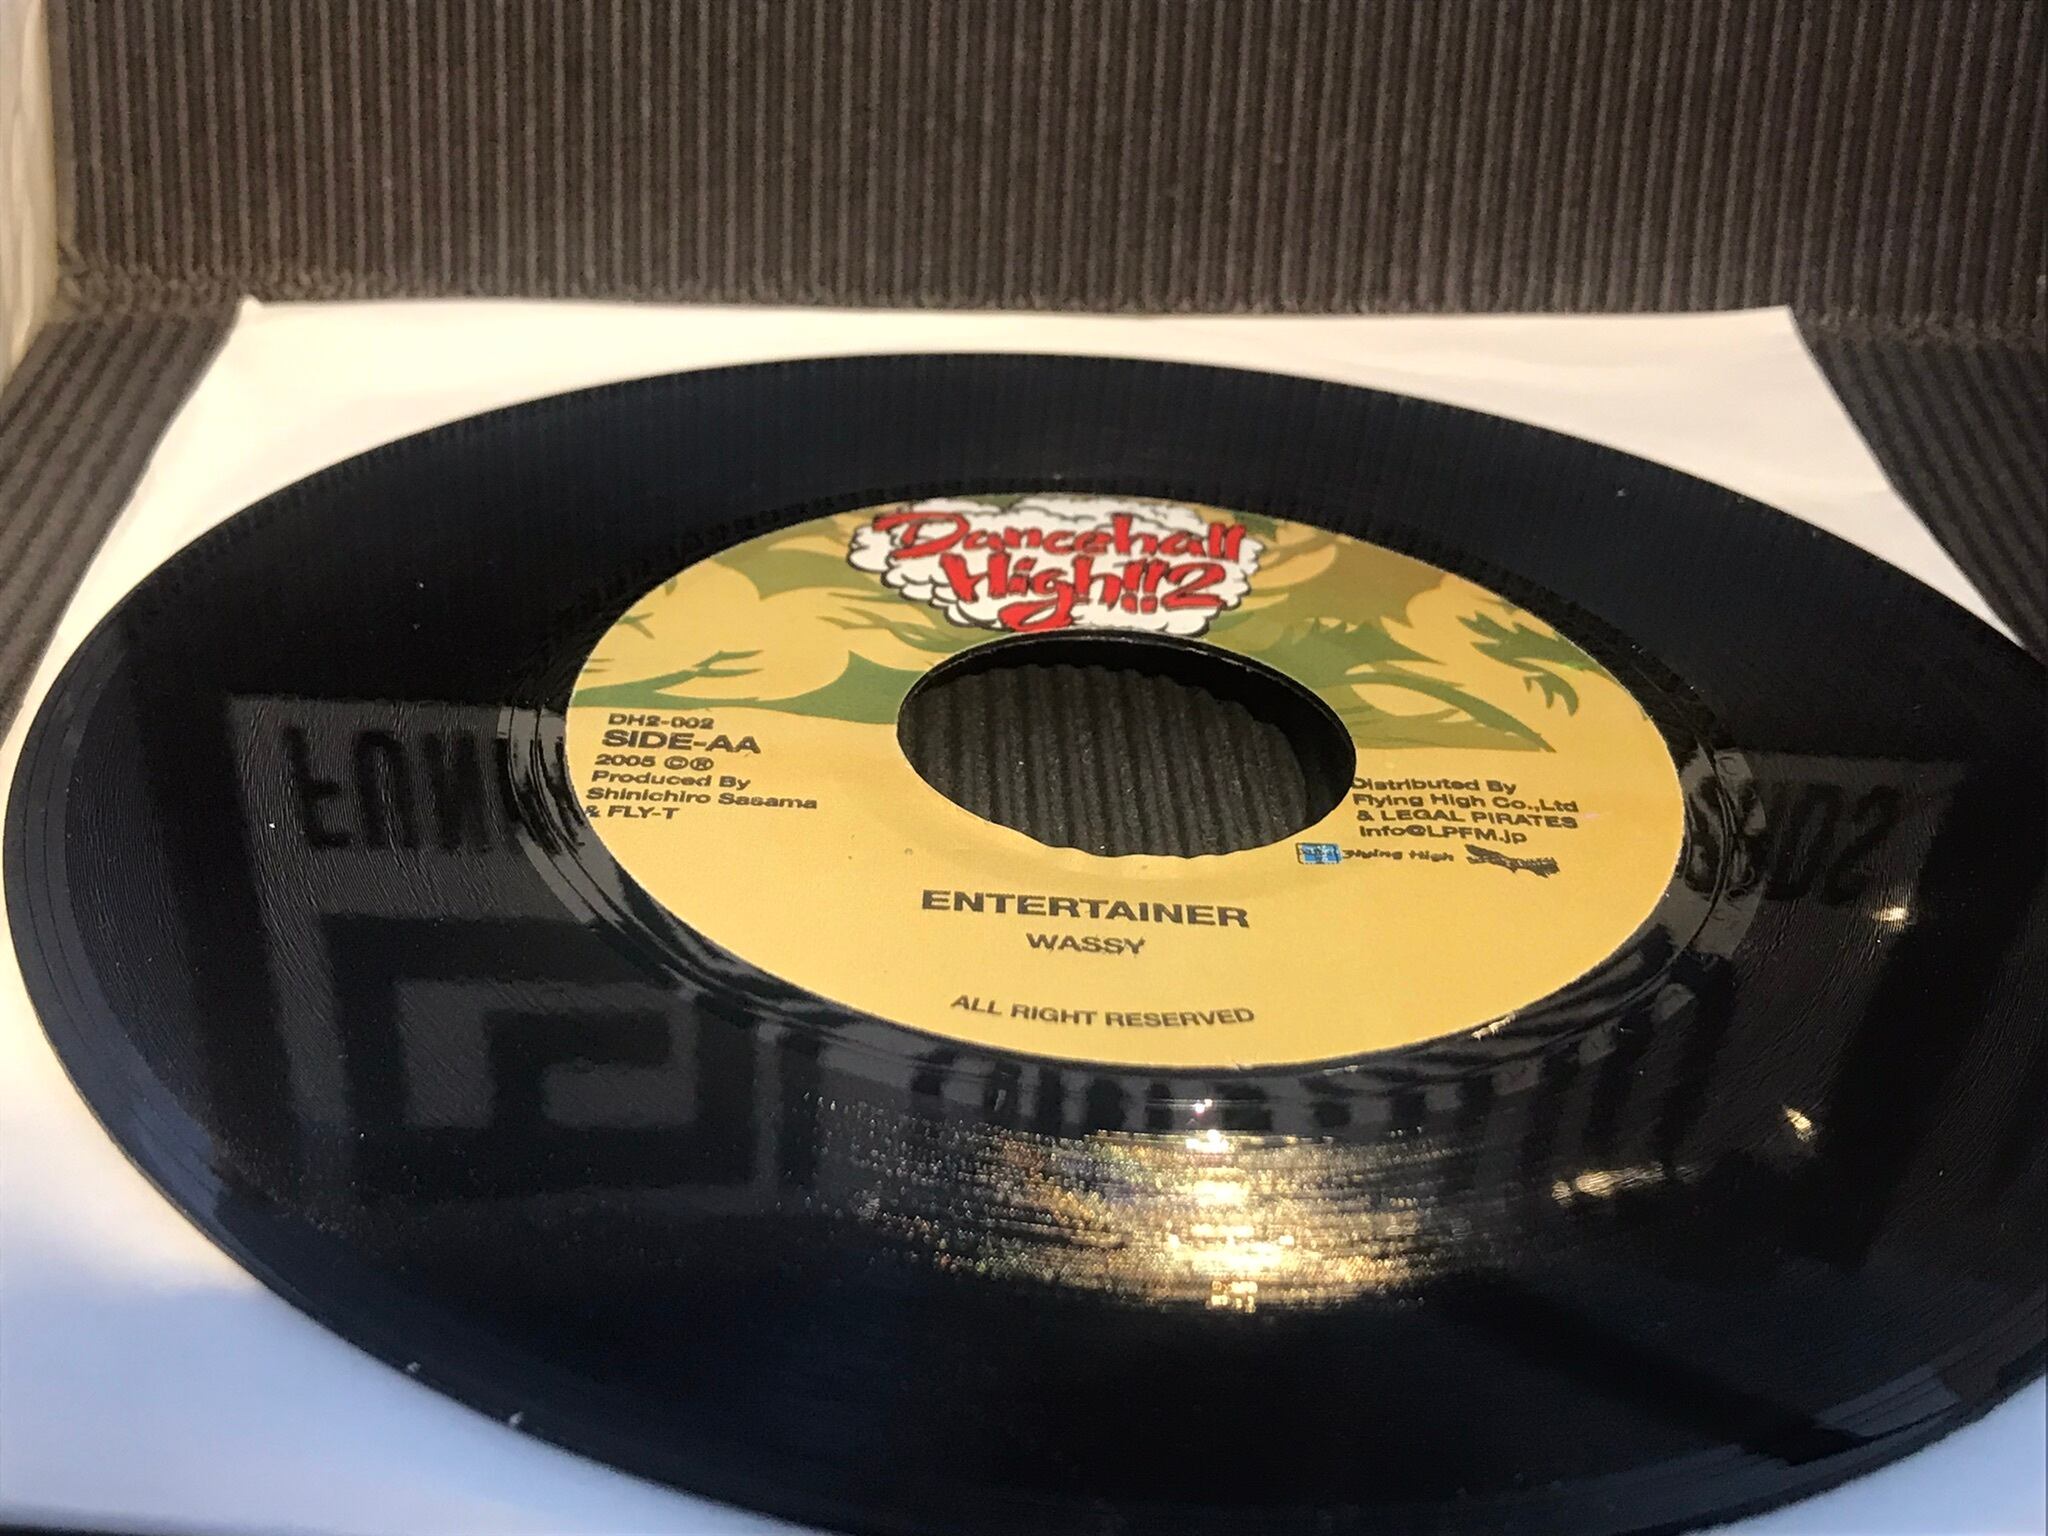 Dancehall
High!!2
DH2-002
SIDE-AA
2005 ©®
Produced By
Shinichiro Sasama
& FLY-T
Distributed By
Flying High Co.,Ltd
& LEGAL PIRATES
Info@LPFM.jp
Flying High
ENTERTAINER
WASSY
ALL RIGHT RESERVED